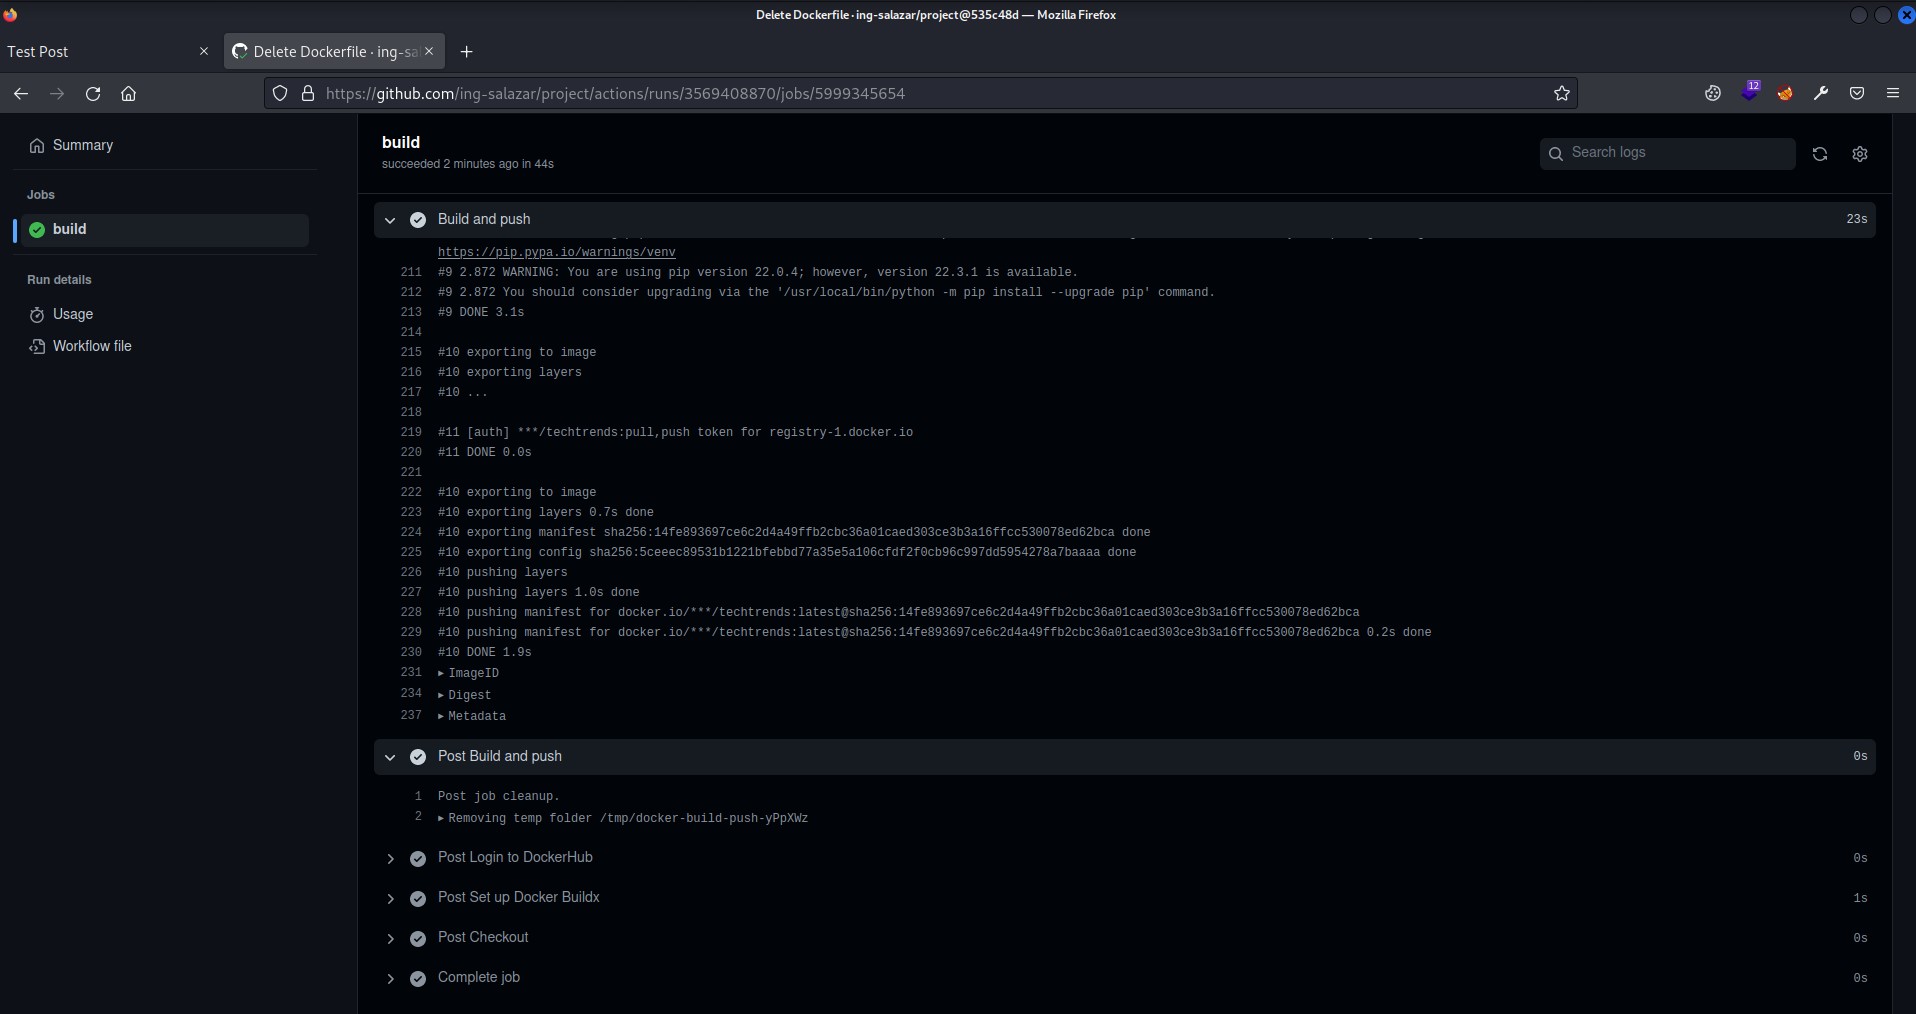 Delete Dockerfile · ing-salazar/project@535c48d — Mozilla Firefox
Test Post
Delete Dockerfile · ing-sa
https://github.com/ing-salazar/project/actions/runs/3569408870/jobs/5999345654
12
Summary
Jobs
build
Run details
Usage
Workflow file
build
succeeded 2 minutes ago in 44s
Search logs
Build and push 23s
https://pip.pypa.io/warnings/venv
211 #9 2.872 WARNING: You are using pip version 22.0.4; however, version 22.3.1 is available.
212 #9 2.872 You should consider upgrading via the '/usr/local/bin/python -m pip install --upgrade pip' command.
213 #9 DONE 3.1s
214
215 #10 exporting to image
216 #10 exporting layers
217 #10 ...
218
219 #11 [auth] ***/techtrends:pull,push token for registry-1.docker.io
220 #11 DONE 0.0s
221
222 #10 exporting to image
223 #10 exporting layers 0.7s done
224 #10 exporting manifest sha256:14fe893697ce6c2d4a49ffb2cbc36a01caed303ce3b3a16ffcc530078ed62bca done
225 #10 exporting config sha256:5ceeec89531b1221bfebbd77a35e5a106cfdf2f0cb96c997dd5954278a7baaaa done
226 #10 pushing layers
227 #10 pushing layers 1.0s done
228 #10 pushing manifest for docker.io/***/techtrends:latest@sha256:14fe893697ce6c2d4a49ffb2cbc36a01caed303ce3b3a16ffcc530078ed62bca
229 #10 pushing manifest for docker.io/***/techtrends:latest@sha256:14fe893697ce6c2d4a49ffb2cbc36a01caed303ce3b3a16ffcc530078ed62bca 0.2s done
230 #10 DONE 1.9s
231 ▸ ImageID
234 ▸ Digest
237 ▸ Metadata
Post Build and push 0s
1 Post job cleanup.
2 ▸ Removing temp folder /tmp/docker-build-push-yPpXWz
Post Login to DockerHub 0s
Post Set up Docker Buildx 1s
Post Checkout 0s
Complete job 0s